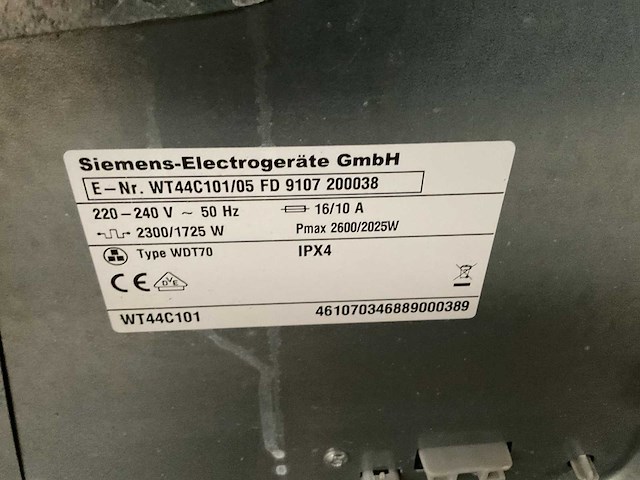 Siemens-Electrogeräte GmbH
E–Nr. WT44C101/05 FD 9107 200038
220–240 V ~ 50 Hz 16/10 A
2300/1725 W Pmax 2600/2025W
Type WDT70 IPX4
CE DVE
WT44C101 461070346889000389